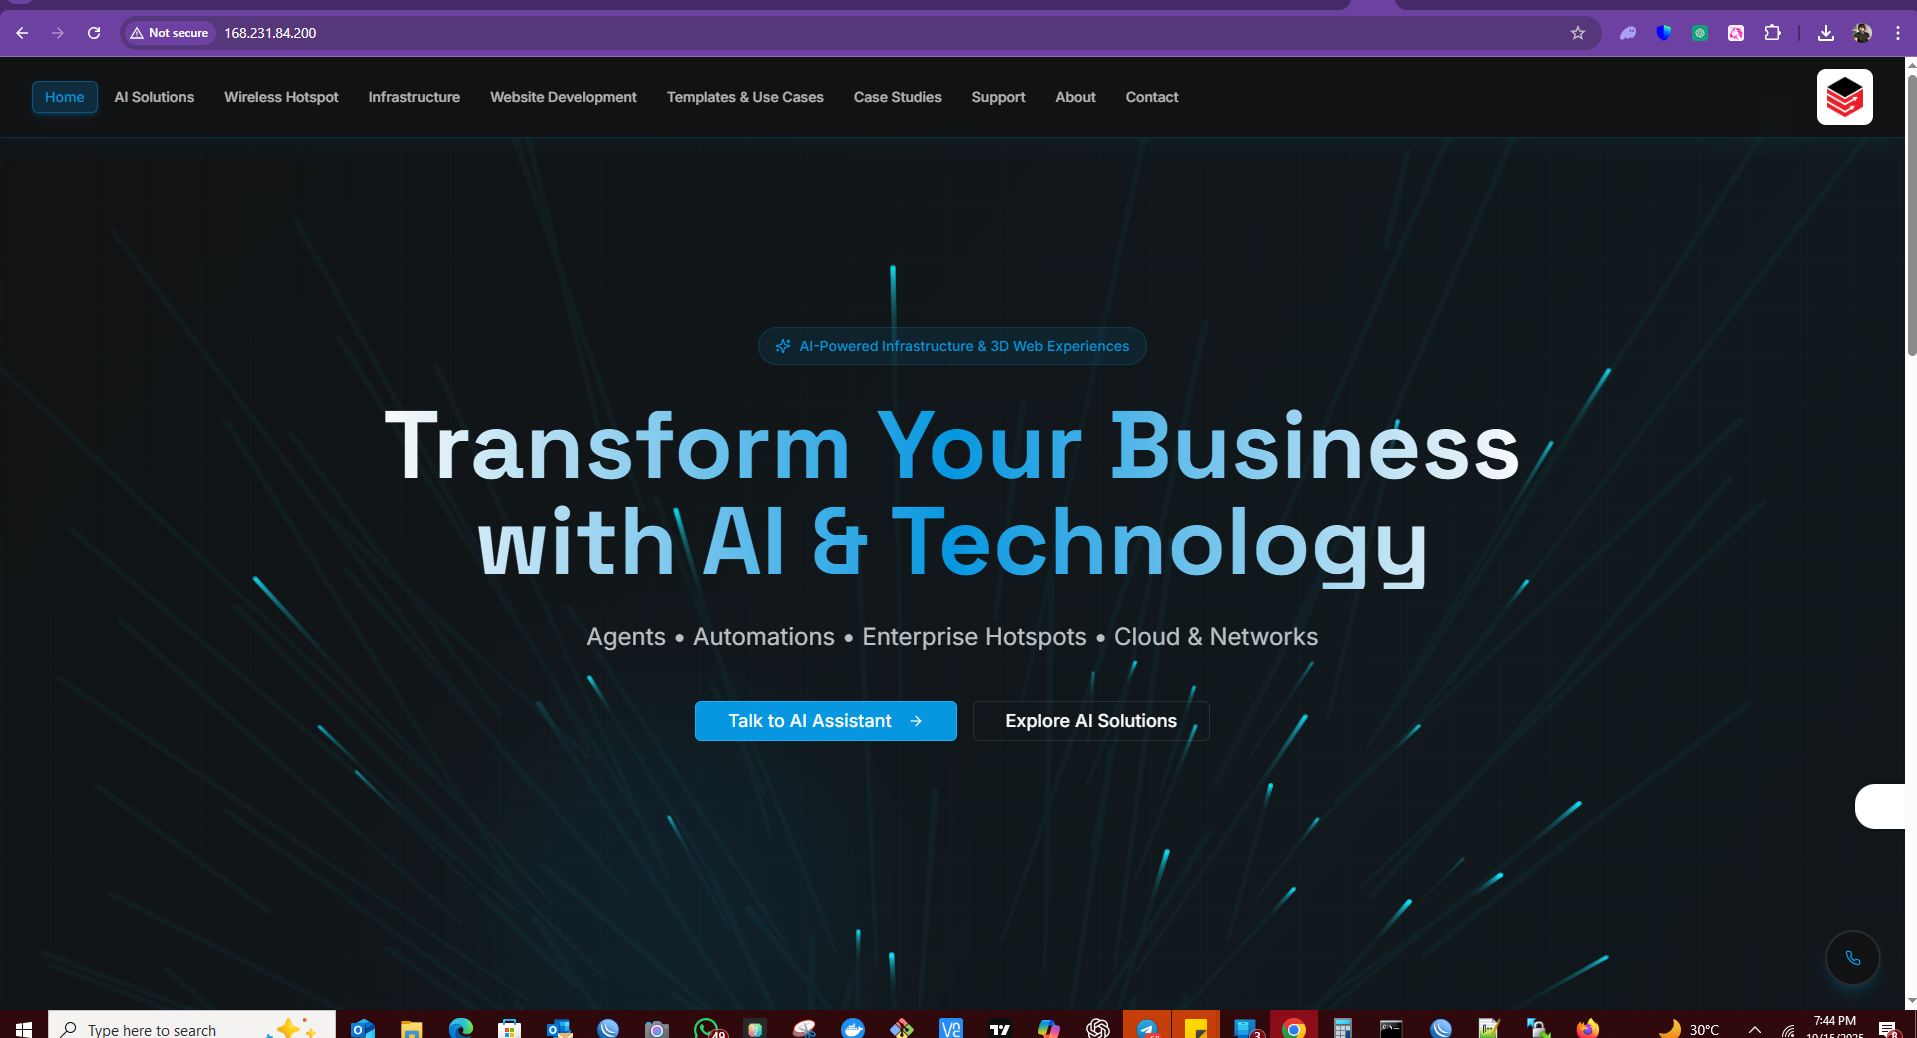 Not secure 168.231.84.200
Home AI Solutions Wireless Hotspot Infrastructure Website Development Templates & Use Cases Case Studies Support About Contact
AI-Powered Infrastructure & 3D Web Experiences
Transform Your Business
with AI & Technology
Agents • Automations • Enterprise Hotspots • Cloud & Networks
Talk to AI Assistant → Explore AI Solutions
Type here to search
30°C
7:44 PM